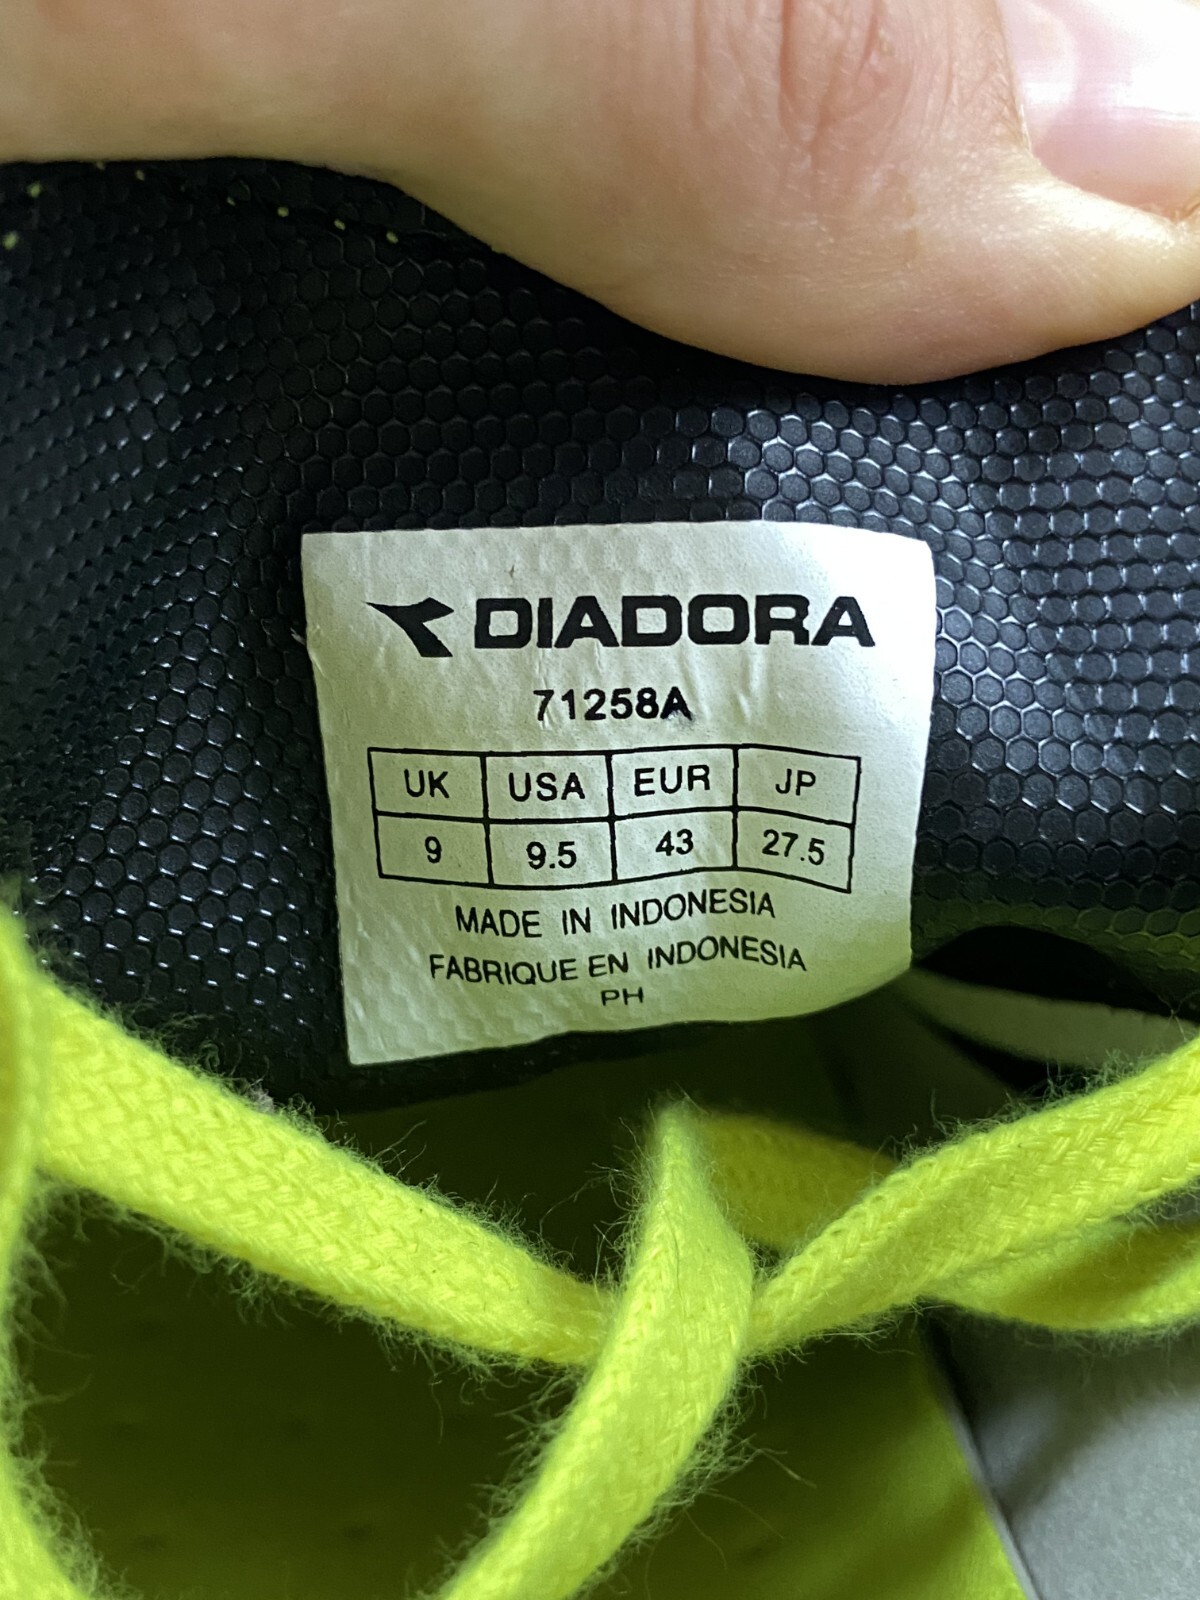 DIADORA
71258A
UK USA EUR JP
9 9.5 43 27.5
MADE IN INDONESIA
FABRIQUE EN INDONESIA
PH